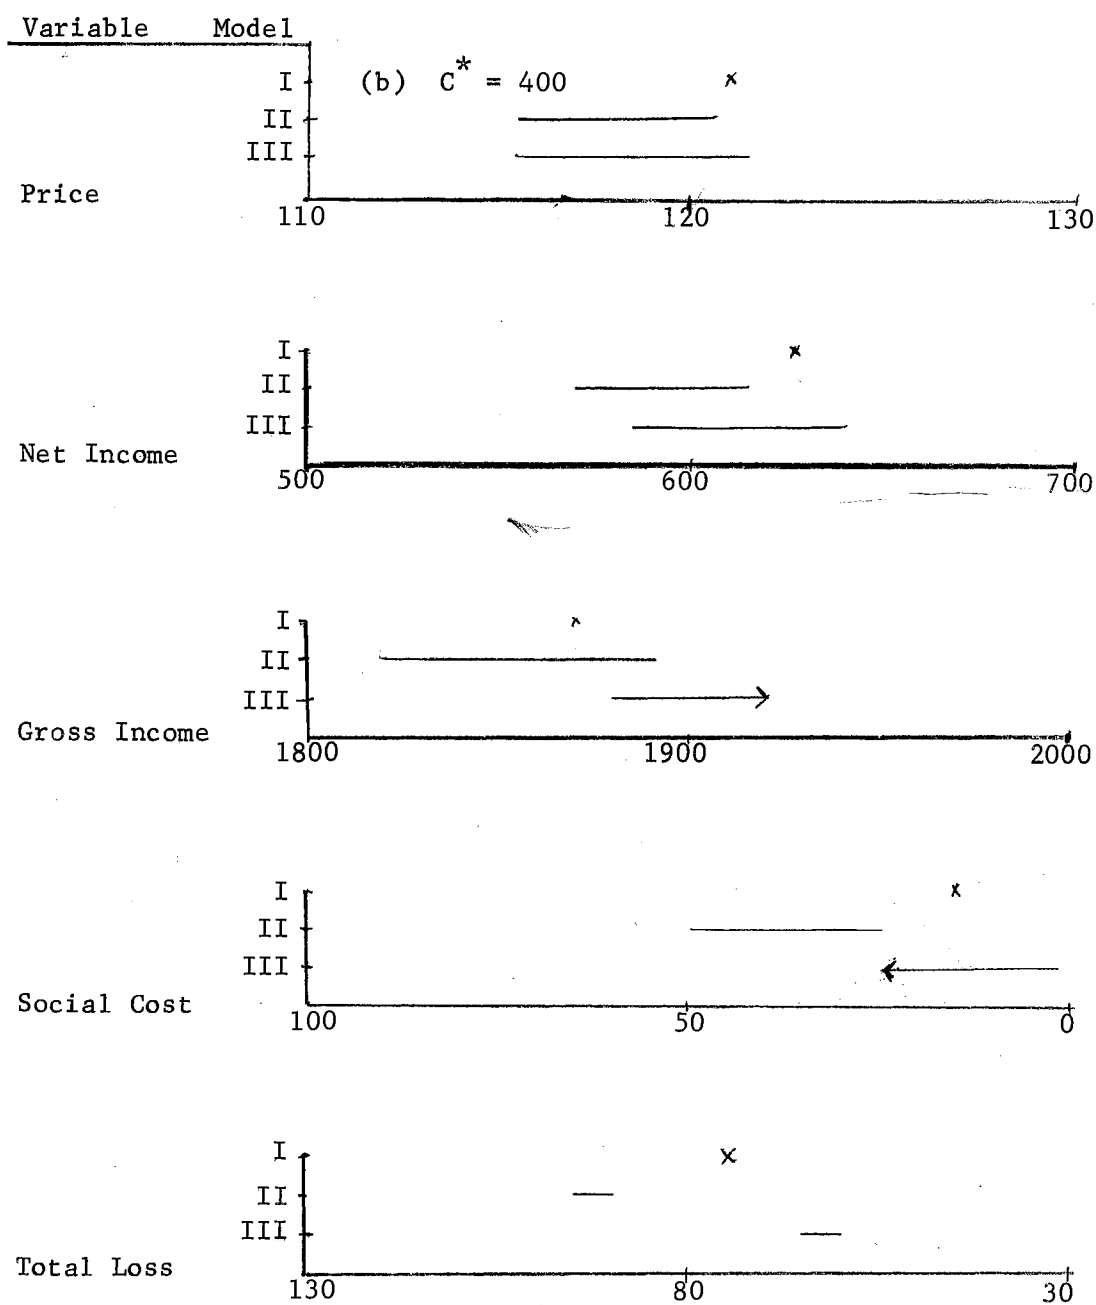 Variable Model
I (b) C* = 400
II
III
Price
110 120 130
I
II
III
Net Income
500 600 700
I
II
III
Gross Income
1800 1900 2000
I
II
III
Social Cost
100 50 0
I
II
III
Total Loss
130 80 30